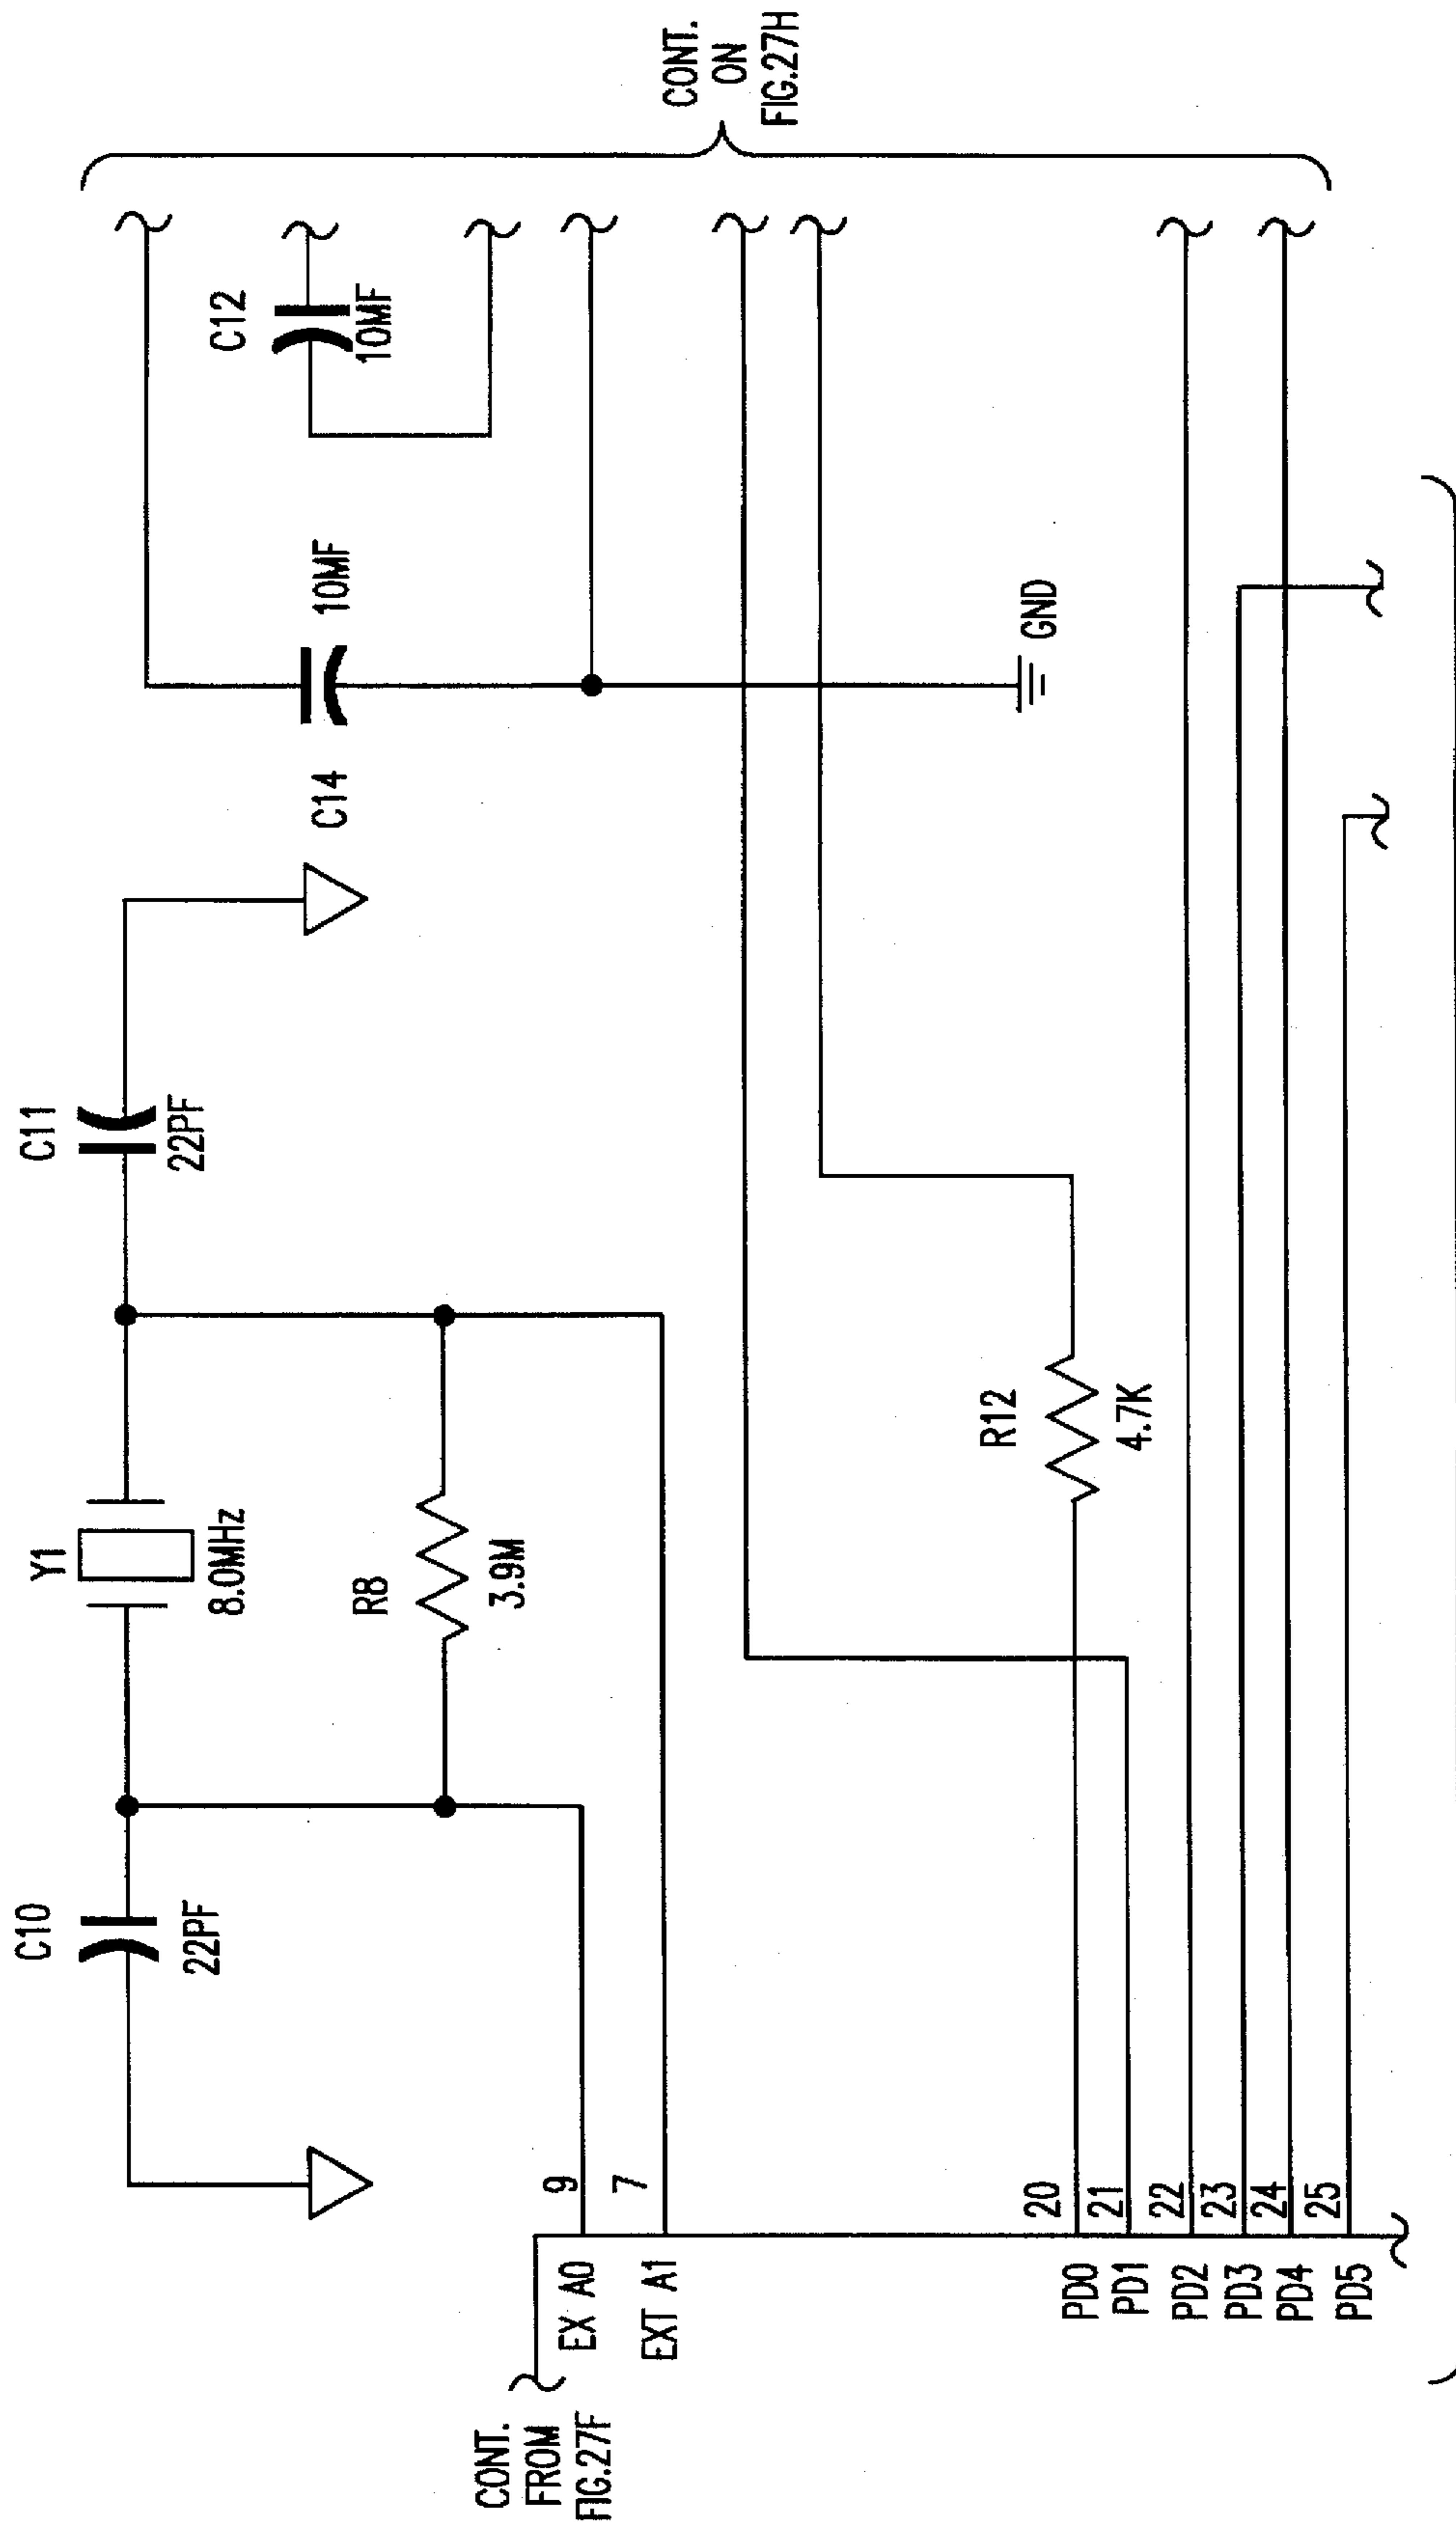 C10
22PF
Y1
8.0MHz
C11
22PF
R8
3.9M
C14
10MF
C12
10MF
CONT.
ON
FIG.27H
GND
CONT.
FROM
FIG.27F
EX A0
9
EXT A1
7
R12
4.7K
PD0
20
PD1
21
PD2
22
PD3
23
PD4
24
PD5
25